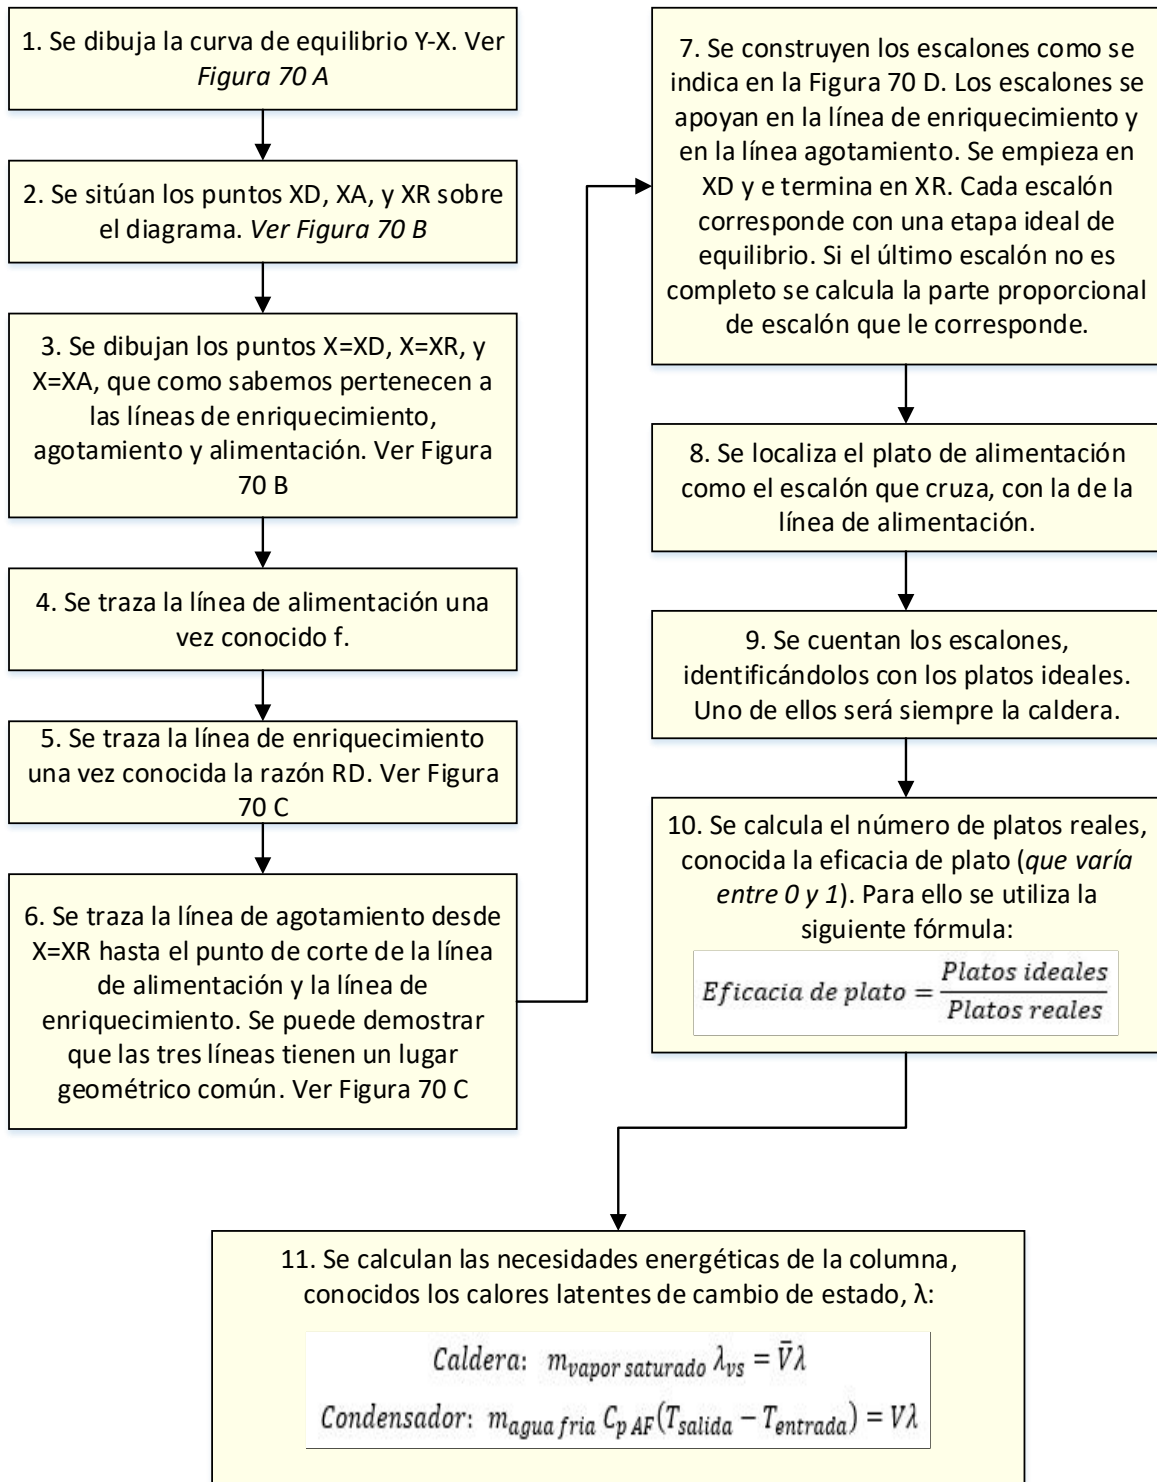 1. Se dibuja la curva de equilibrio Y-X. Ver
Figura 70 A
2. Se sitúan los puntos XD, XA, y XR sobre
el diagrama. Ver Figura 70 B
3. Se dibujan los puntos X=XD, X=XR, y
X=XA, que como sabemos pertenecen a
las líneas de enriquecimiento,
agotamiento y alimentación. Ver Figura
70 B
4. Se traza la línea de alimentación una
vez conocido f.
5. Se traza la línea de enriquecimiento
una vez conocida la razón RD. Ver Figura
70 C
6. Se traza la línea de agotamiento desde
X=XR hasta el punto de corte de la línea
de alimentación y la línea de
enriquecimiento. Se puede demostrar
que las tres líneas tienen un lugar
geométrico común. Ver Figura 70 C
7. Se construyen los escalones como se
indica en la Figura 70 D. Los escalones se
apoyan en la línea de enriquecimiento y
en la línea agotamiento. Se empieza en
XD y e termina en XR. Cada escalón
corresponde con una etapa ideal de
equilibrio. Si el último escalón no es
completo se calcula la parte proporcional
de escalón que le corresponde.
8. Se localiza el plato de alimentación
como el escalón que cruza, con la de la
línea de alimentación.
9. Se cuentan los escalones,
identificándolos con los platos ideales.
Uno de ellos será siempre la caldera.
10. Se calcula el número de platos reales,
conocida la eficacia de plato (que varía
entre 0 y 1). Para ello se utiliza la
siguiente fórmula:
Eficacia de plato = Platos ideales / Platos reales
11. Se calculan las necesidades energéticas de la columna,
conocidos los calores latentes de cambio de estado, λ:
Caldera: m vapor saturado λvs = V̄λ
Condensador: m agua fria Cp AF(Tsalida − Tentrada) = Vλ